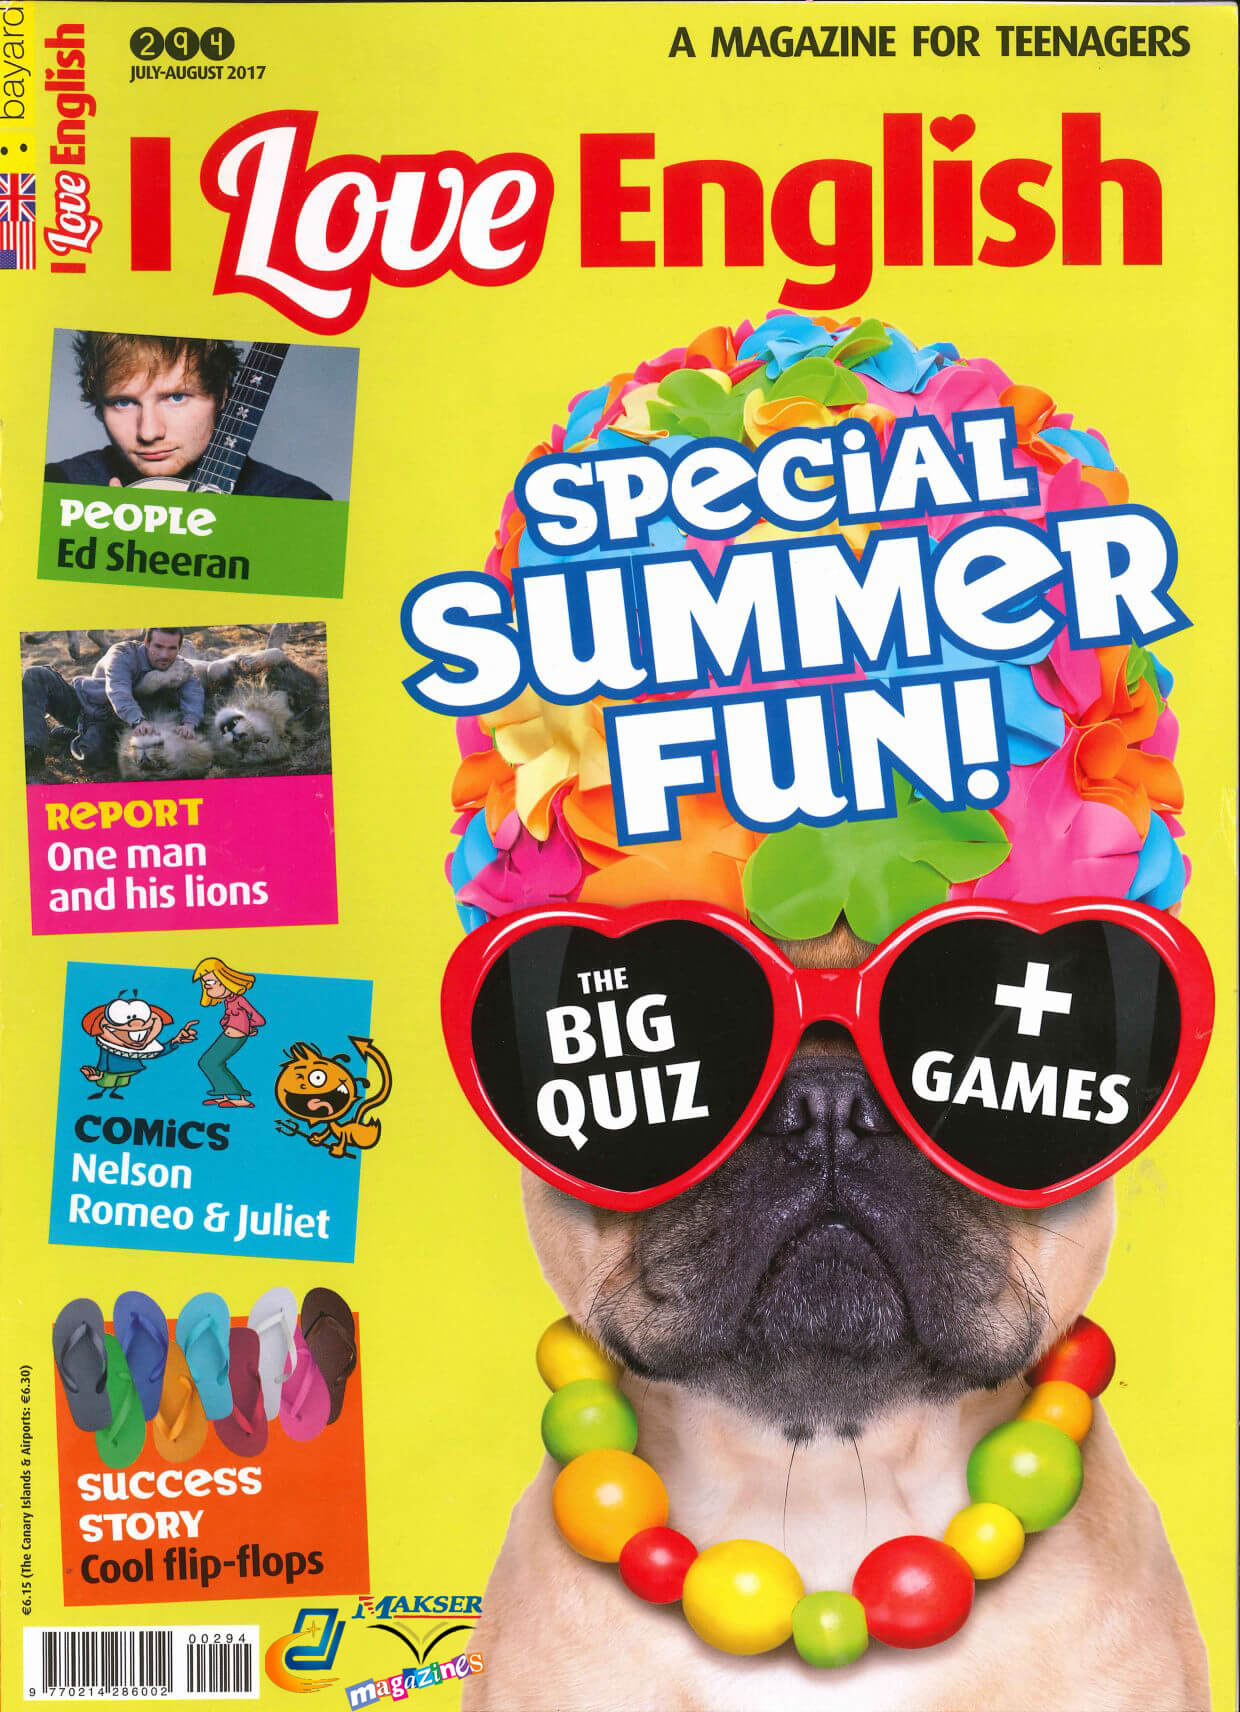 bayard
I Love English
294
JULY-AUGUST 2017
A MAGAZINE FOR TEENAGERS
I Love English
PEOPLE
Ed Sheeran
REPORT
One man
and his lions
COMiCS
Nelson
Romeo & Juliet
SUCCESS
STORY
Cool flip-flops
SPeCiAL
SUMMeR
FUN!
THE
BIG
QUIZ
+
GAMES
€6.15 (The Canary Islands & Airports: €6.30)
00294
9 770214 286002
MAKSER
magazines